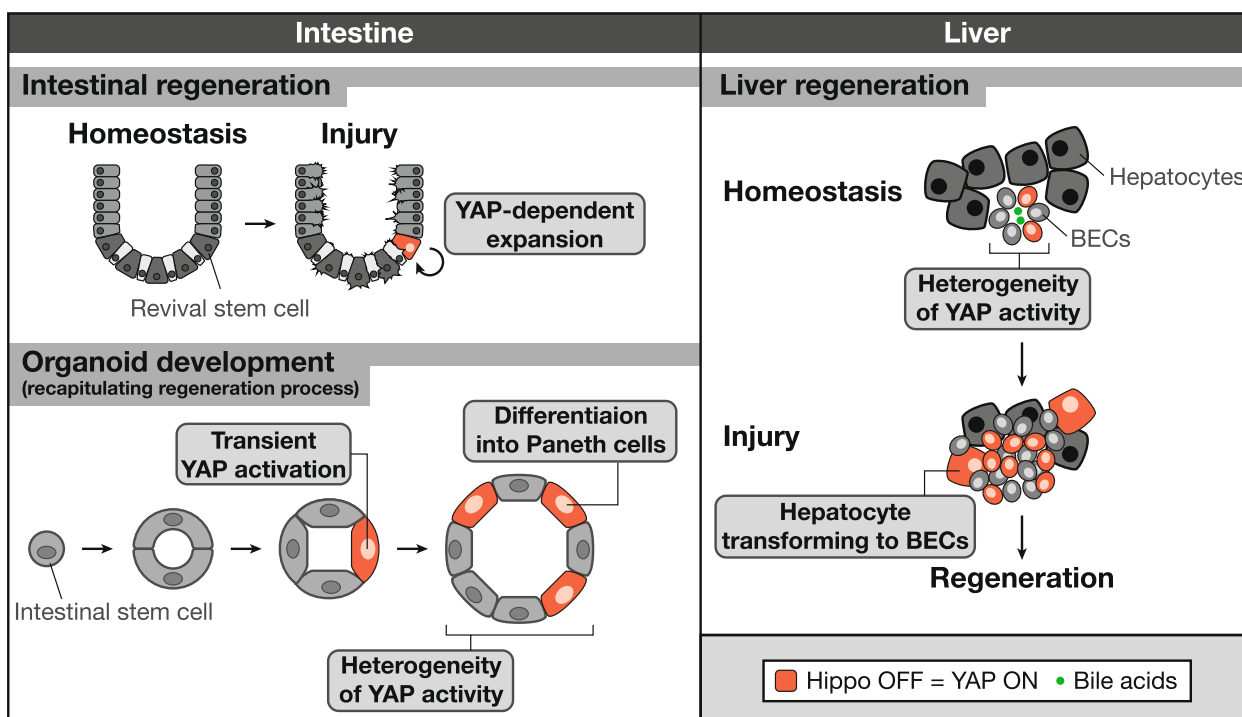 Intestine
Intestinal regeneration
Homeostasis
Injury
YAP-dependent
expansion
Revival stem cell
Organoid development
(recapitulating regeneration process)
Transient
YAP activation
Differentiaion
into Paneth cells
Intestinal stem cell
Heterogeneity
of YAP activity
Liver
Liver regeneration
Homeostasis
Hepatocytes
BECs
Heterogeneity
of YAP activity
Injury
Hepatocyte
transforming to BECs
Regeneration
Hippo OFF = YAP ON
Bile acids